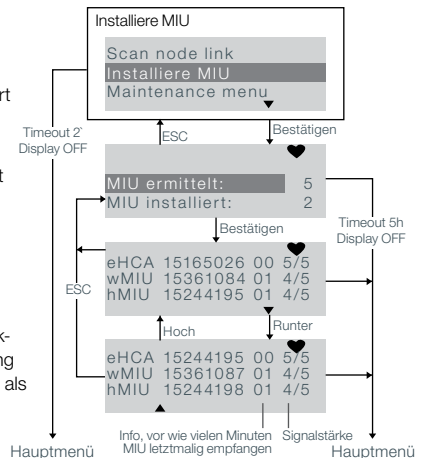 Installiere MIU
Scan node link
Installiere MIU
Maintenance menu
rt
Timeout 2`
Display OFF
ESC
Bestätigen
t
MIU ermittelt: 5
MIU installiert: 2
Timeout 5h
Display OFF
Bestätigen
eHCA 15165026 00 5/5
wMIU 15361084 01 4/5
hMIU 15244195 01 4/5
ESC
Hoch
Runter
k-
ng
als
eHCA 15244195 00 5/5
wMIU 15361087 01 4/5
hMIU 15244198 01 4/5
Info, vor wie vielen Minuten
MIU letztmalig empfangen
Signalstärke
Hauptmenü
Hauptmenü